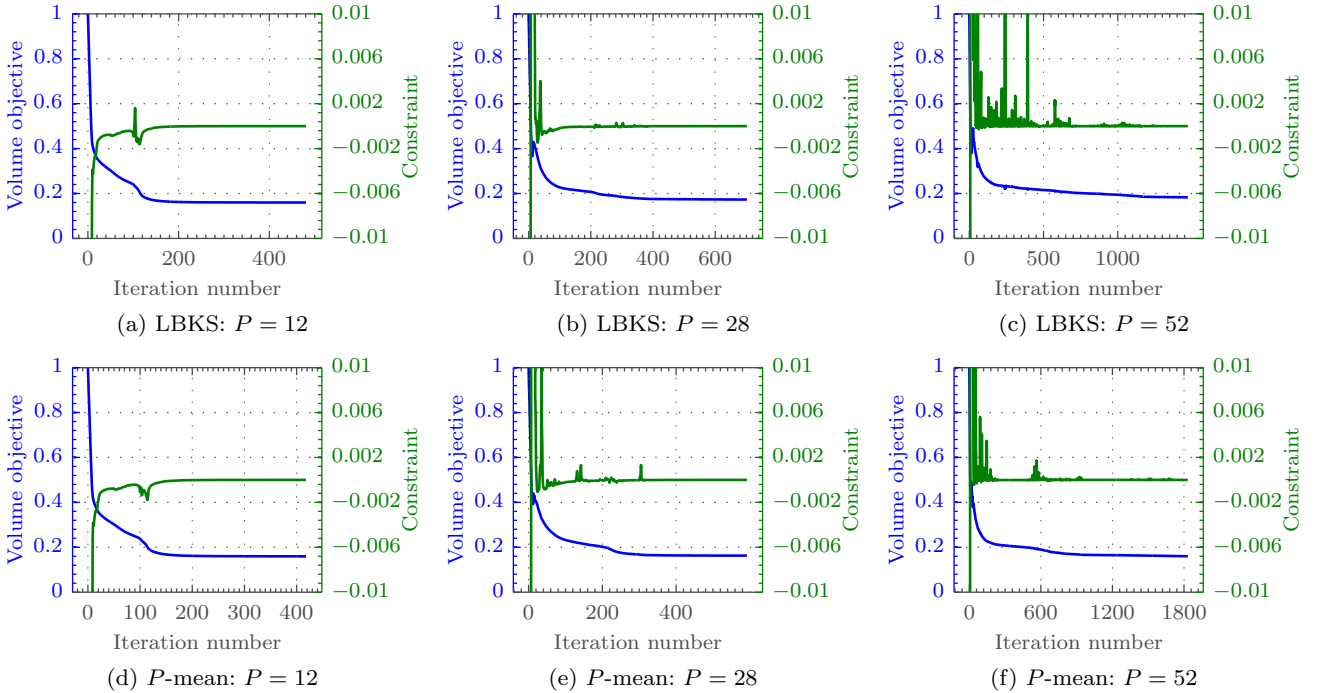 Volume objective
1
0.8
0.6
0.4
0.2
0
0.01
0.006
0.002
−0.002
−0.006
−0.01
Constraint
0 200 400
Iteration number
(a) LBKS: P = 12
Volume objective
1
0.8
0.6
0.4
0.2
0
0.01
0.006
0.002
−0.002
−0.006
−0.01
Constraint
0 200 400 600
Iteration number
(b) LBKS: P = 28
Volume objective
1
0.8
0.6
0.4
0.2
0
0.01
0.006
0.002
−0.002
−0.006
−0.01
Constraint
0 500 1000
Iteration number
(c) LBKS: P = 52
Volume objective
1
0.8
0.6
0.4
0.2
0
0.01
0.006
0.002
−0.002
−0.006
−0.01
Constraint
0 100 200 300 400
Iteration number
(d) P-mean: P = 12
Volume objective
1
0.8
0.6
0.4
0.2
0
0.01
0.006
0.002
−0.002
−0.006
−0.01
Constraint
0 200 400
Iteration number
(e) P-mean: P = 28
Volume objective
1
0.8
0.6
0.4
0.2
0
0.01
0.006
0.002
−0.002
−0.006
−0.01
Constraint
0 600 1200 1800
Iteration number
(f) P-mean: P = 52